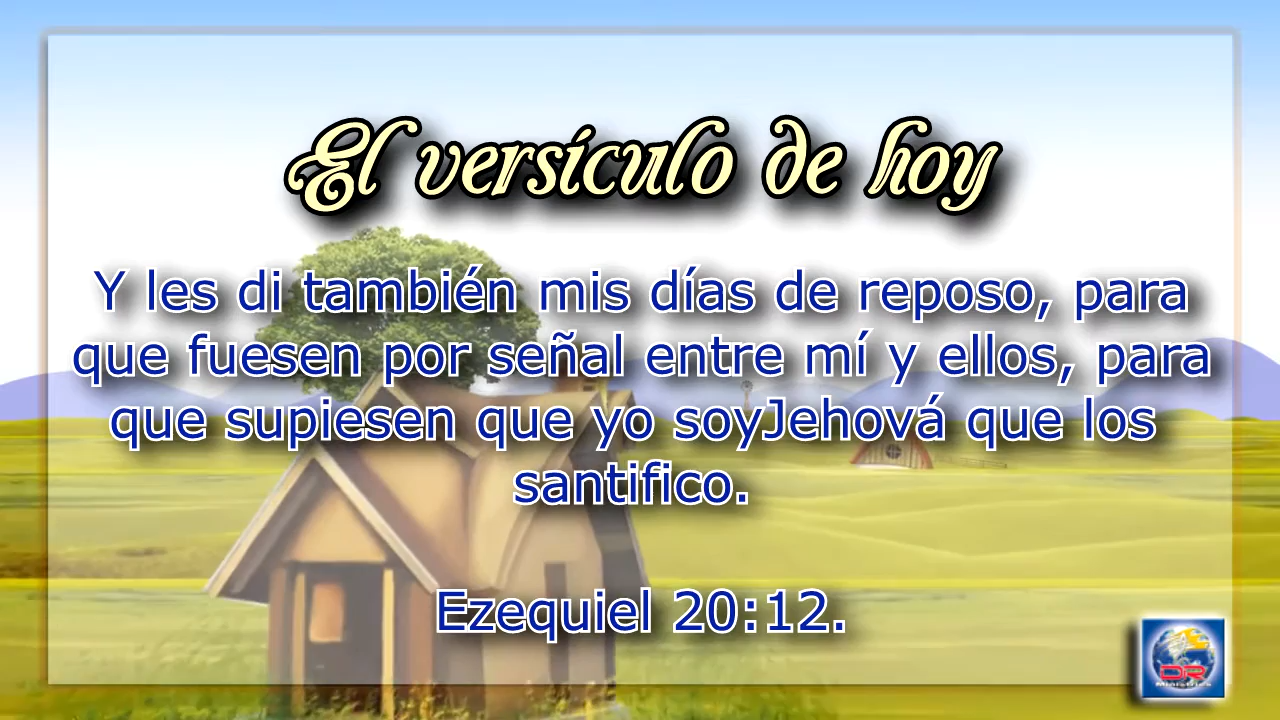 El versículo de hoy
Y les di también mis días de reposo, para
que fuesen por señal entre mí y ellos, para
que supiesen que yo soyJehová que los
santifico.
Ezequiel 20:12.
DR
Ministries